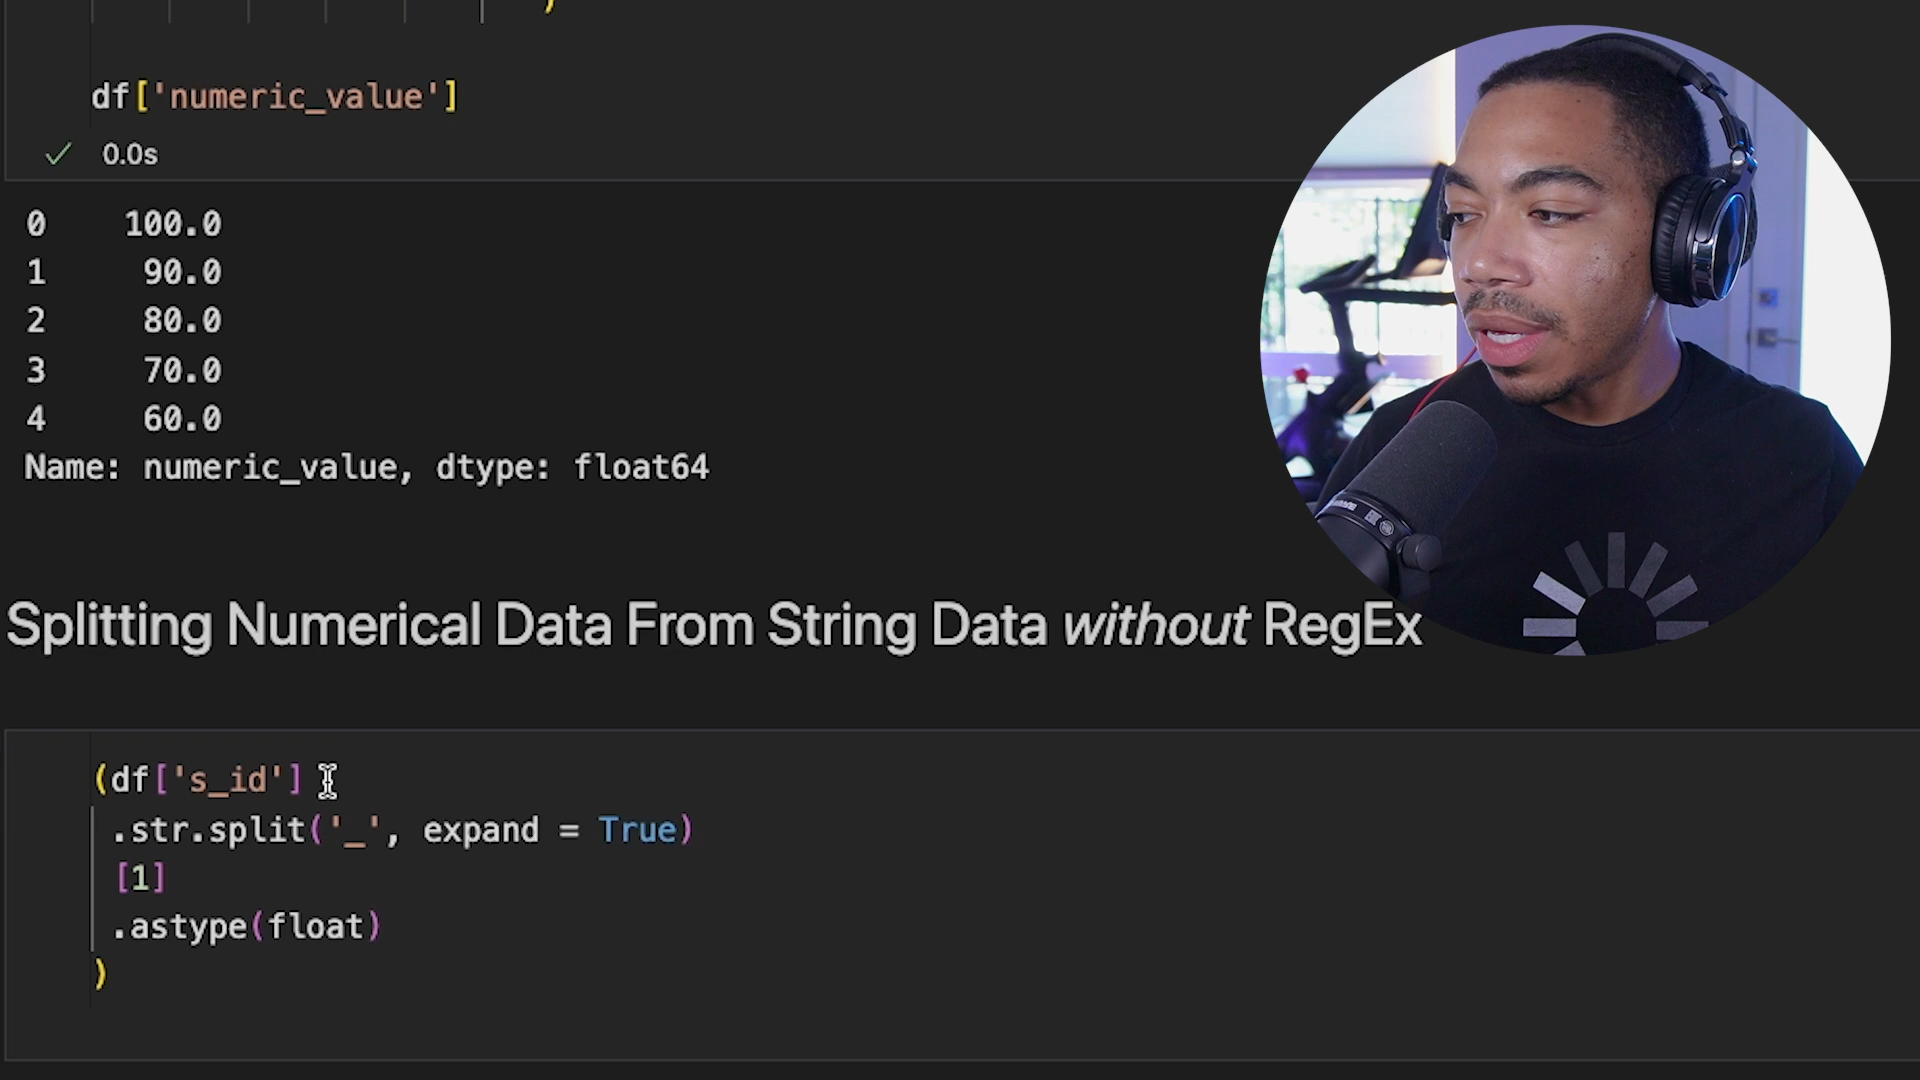 )
df['numeric_value']
0.0s
0 100.0
1 90.0
2 80.0
3 70.0
4 60.0
Name: numeric_value, dtype: float64
Splitting Numerical Data From String Data without RegEx
(df['s_id']
.str.split('_', expand = True)
[1]
.astype(float)
)